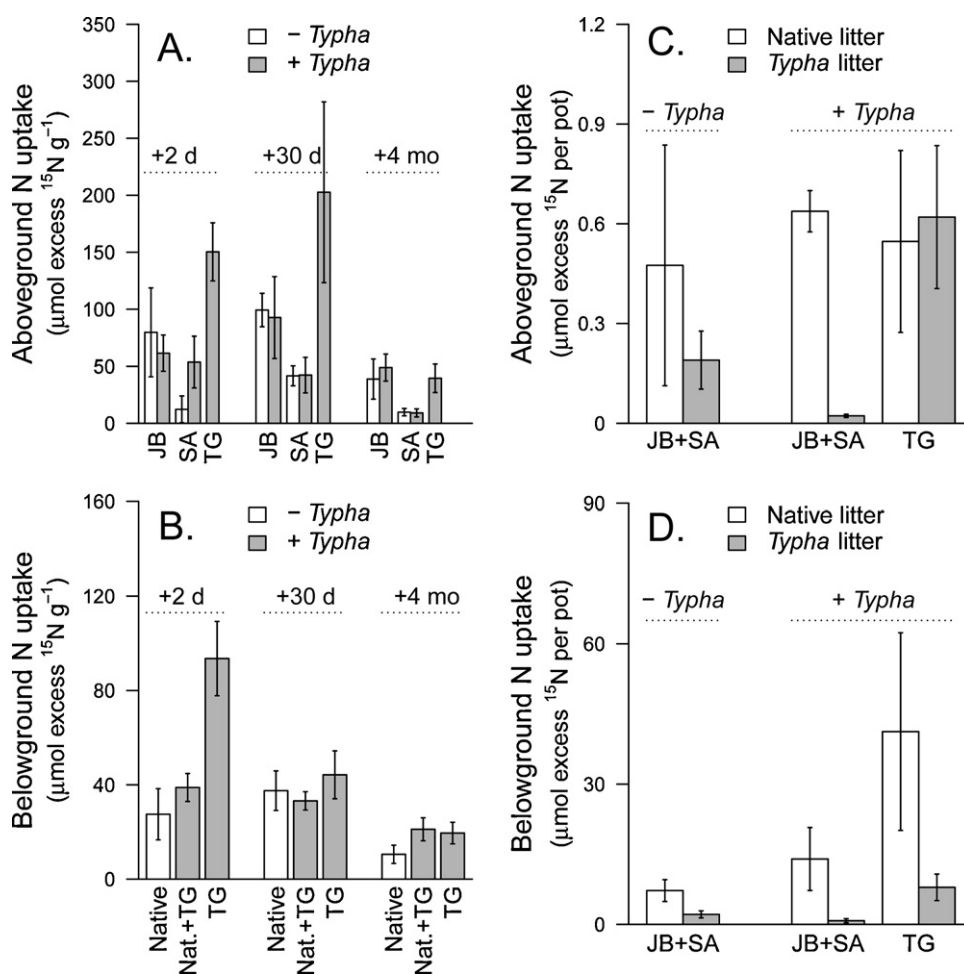 A.
− Typha
+ Typha
350
300
250
200
150
100
50
0
Aboveground N uptake
(µmol excess ¹⁵N g⁻¹)
+2 d
+30 d
+4 mo
JB
SA
TG
JB
SA
TG
JB
SA
TG
C.
Native litter
Typha litter
1.2
0.9
0.6
0.3
0
Aboveground N uptake
(µmol excess ¹⁵N per pot)
− Typha
+ Typha
JB+SA
JB+SA
TG
B.
− Typha
+ Typha
160
120
80
40
0
Belowground N uptake
(µmol excess ¹⁵N g⁻¹)
+2 d
+30 d
+4 mo
Native
Nat.+TG
TG
Native
Nat.+TG
TG
Native
Nat.+TG
TG
D.
Native litter
Typha litter
90
60
30
0
Belowground N uptake
(µmol excess ¹⁵N per pot)
− Typha
+ Typha
JB+SA
JB+SA
TG